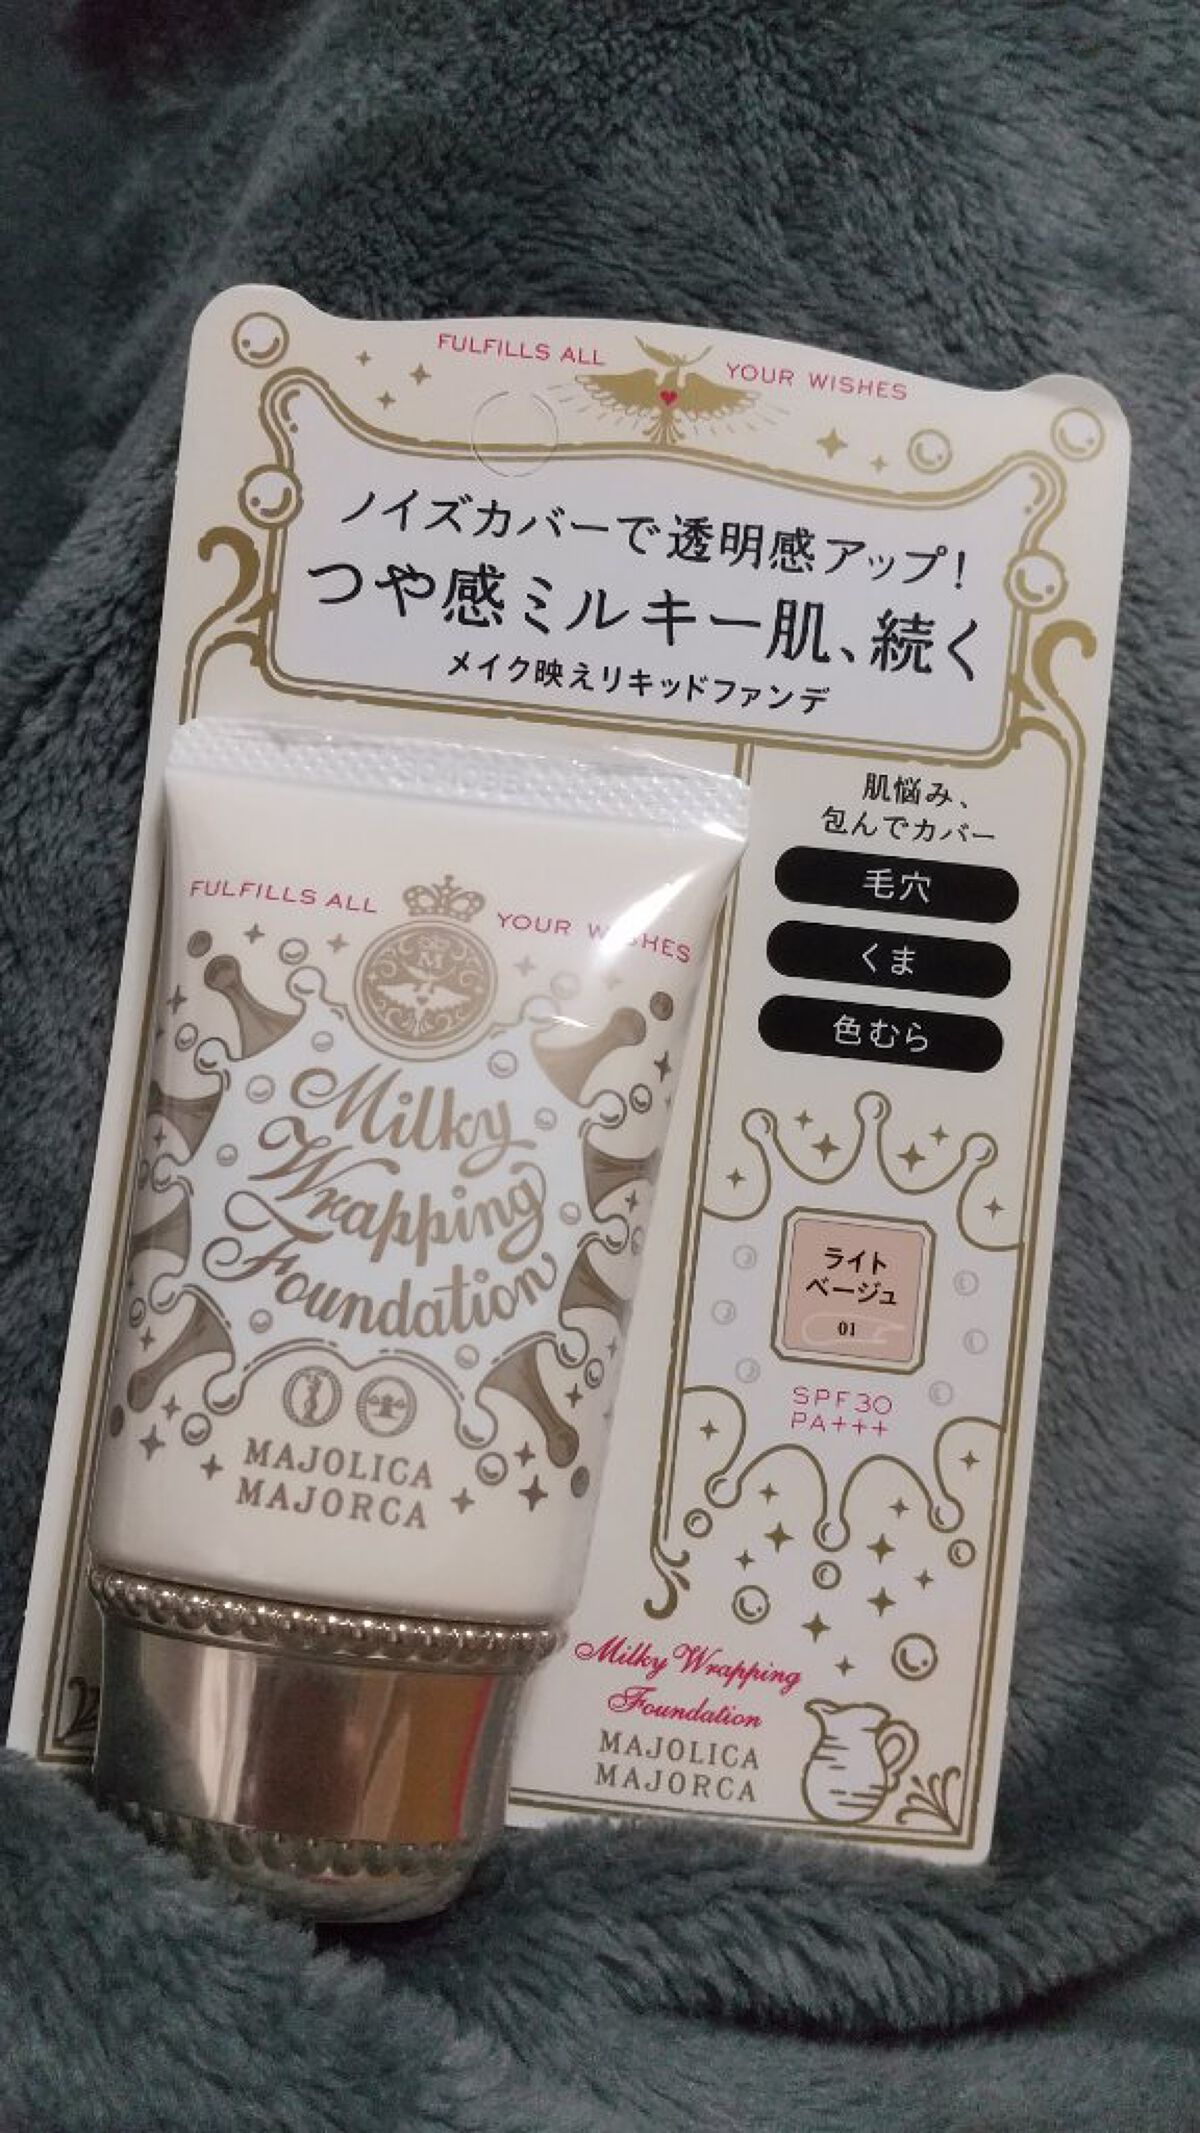 FULFILLS ALL YOUR WISHES
ノイズカバーで透明感アップ!
つや感ミルキー肌、続く
メイク映えリキッドファンデ
肌悩み、
包んでカバー
毛穴
くま
色むら
ライト
ベージュ
01
SPF30
PA+++
Milky Wrapping
Foundation
MAJOLICA
MAJORCA
FULFILLS ALL YOUR WISHES
M
Milky
Wrapping
Foundation
MAJOLICA
MAJORCA